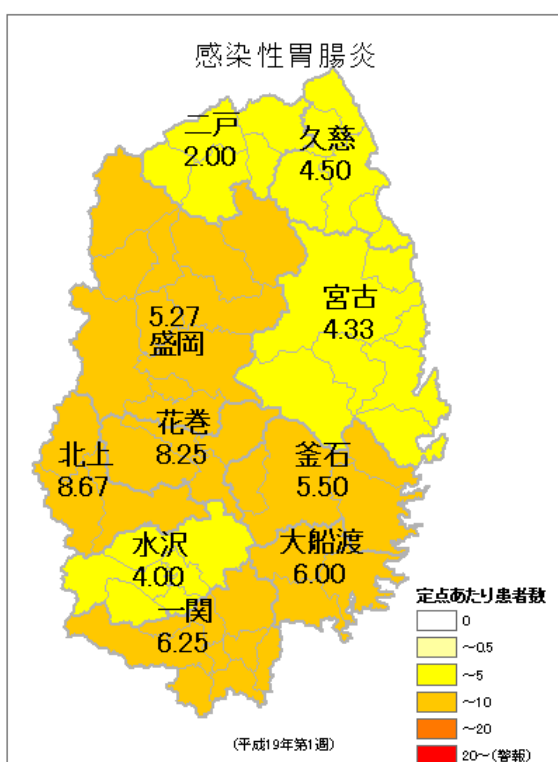 感染性胃腸炎
二戸
2.00
久慈
4.50
宮古
4.33
5.27
盛岡
花巻
8.25
北上
8.67
釜石
5.50
水沢
4.00
大船渡
6.00
一関
6.25
定点あたり患者数
0
～0.5
～5
～10
～20
20～(警報)
(平成19年第1週)